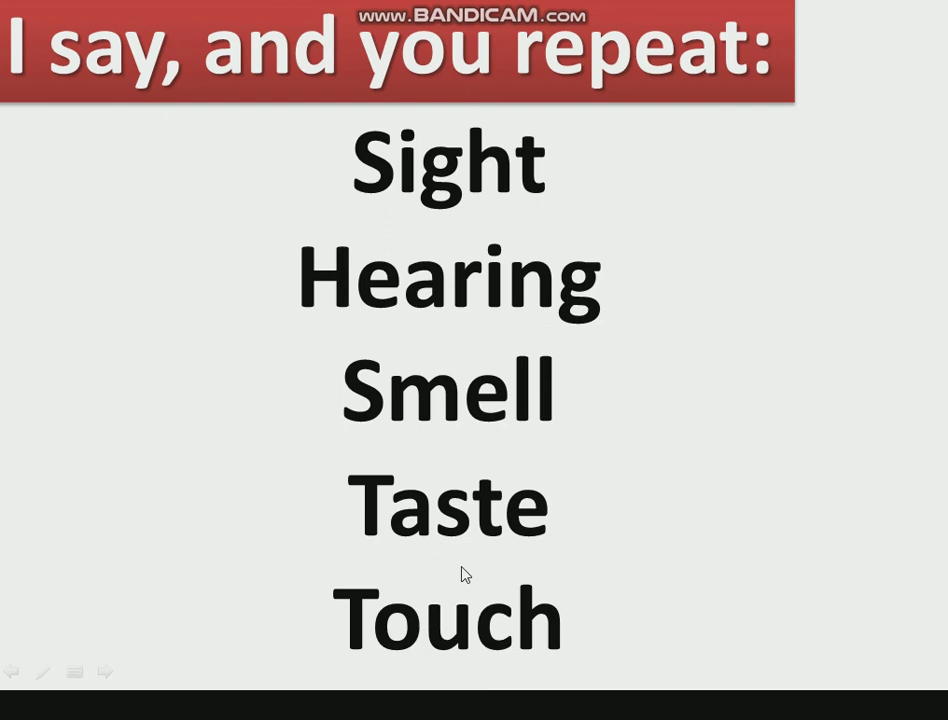 www.BANDICAM.com
I say, and you repeat:
Sight
Hearing
Smell
Taste
Touch